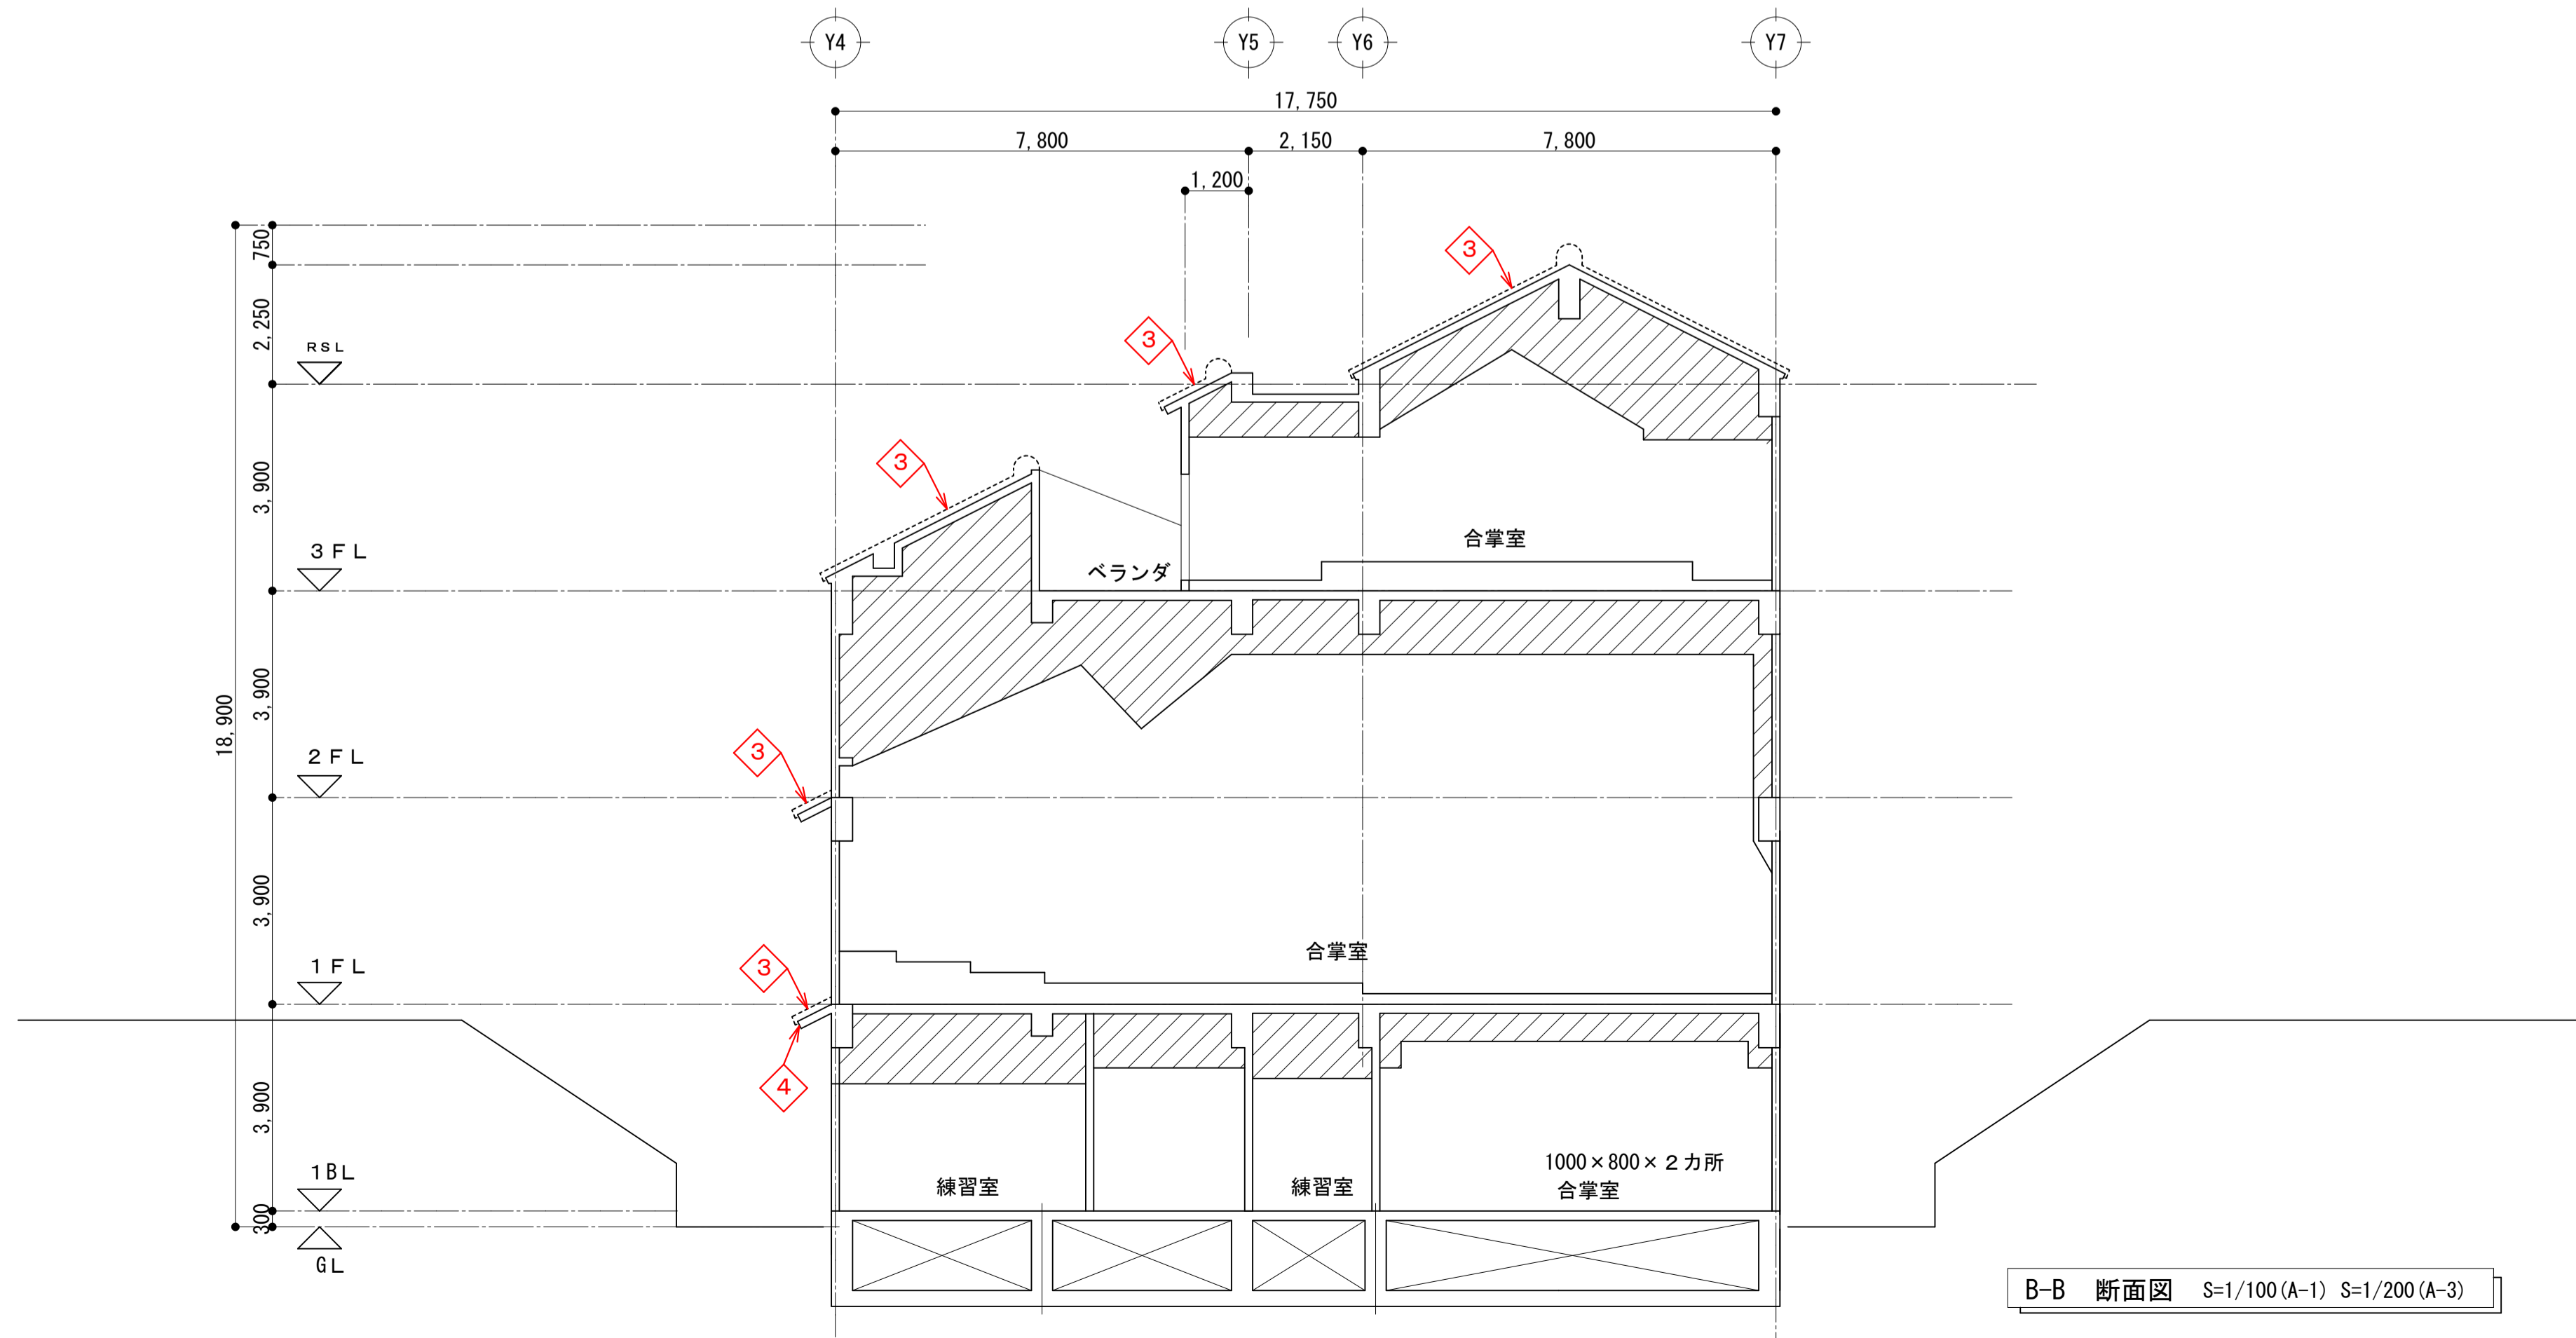 Y4 Y5 Y6 Y7
17,750
7,800 2,150 7,800
1,200
750
3
2,250
3
RSL
3
3,900
合掌室
3FL
ベランダ
3,900
18,900
3
2FL
3,900
合掌室
3
1FL
4
3,900
1000×800×2カ所
1BL
練習室 練習室 合掌室
300
GL
B-B 断面図 S=1/100(A-1) S=1/200(A-3)